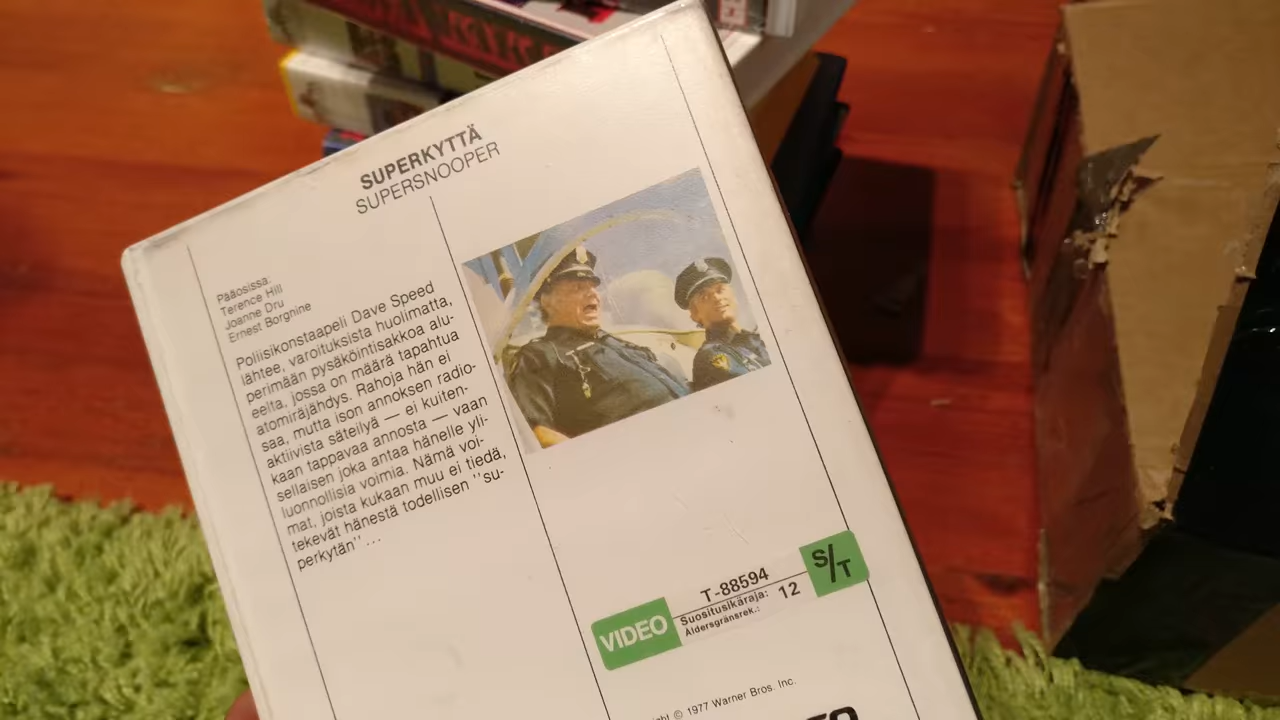 SUPERKYTTÄ
SUPERSNOOPER
Pääosissa:
Terence Hill
Joanne Dru
Ernest Borgnine
Poliisikonstaapeli Dave Speed
lähtee, varoituksista huolimatta,
perimään pysäköintisakkoa alu-
eelta, jossa on määrä tapahtua
atomiräjähdys. Rahoja hän ei
saa, mutta ison annoksen radio-
aktiivista säteilyä — ei kuiten-
kaan tappavaa annosta — vaan
sellaisen joka antaa hänelle yli-
luonnollisia voimia. Nämä voi-
mat, joista kukaan muu ei tiedä,
tekevät hänestä todellisen "su-
perkytän" ...
VIDEO
T-88594
Suositusikäraja: 12
Åldersgränsrek.:
S/T
© 1977 Warner Bros. Inc.